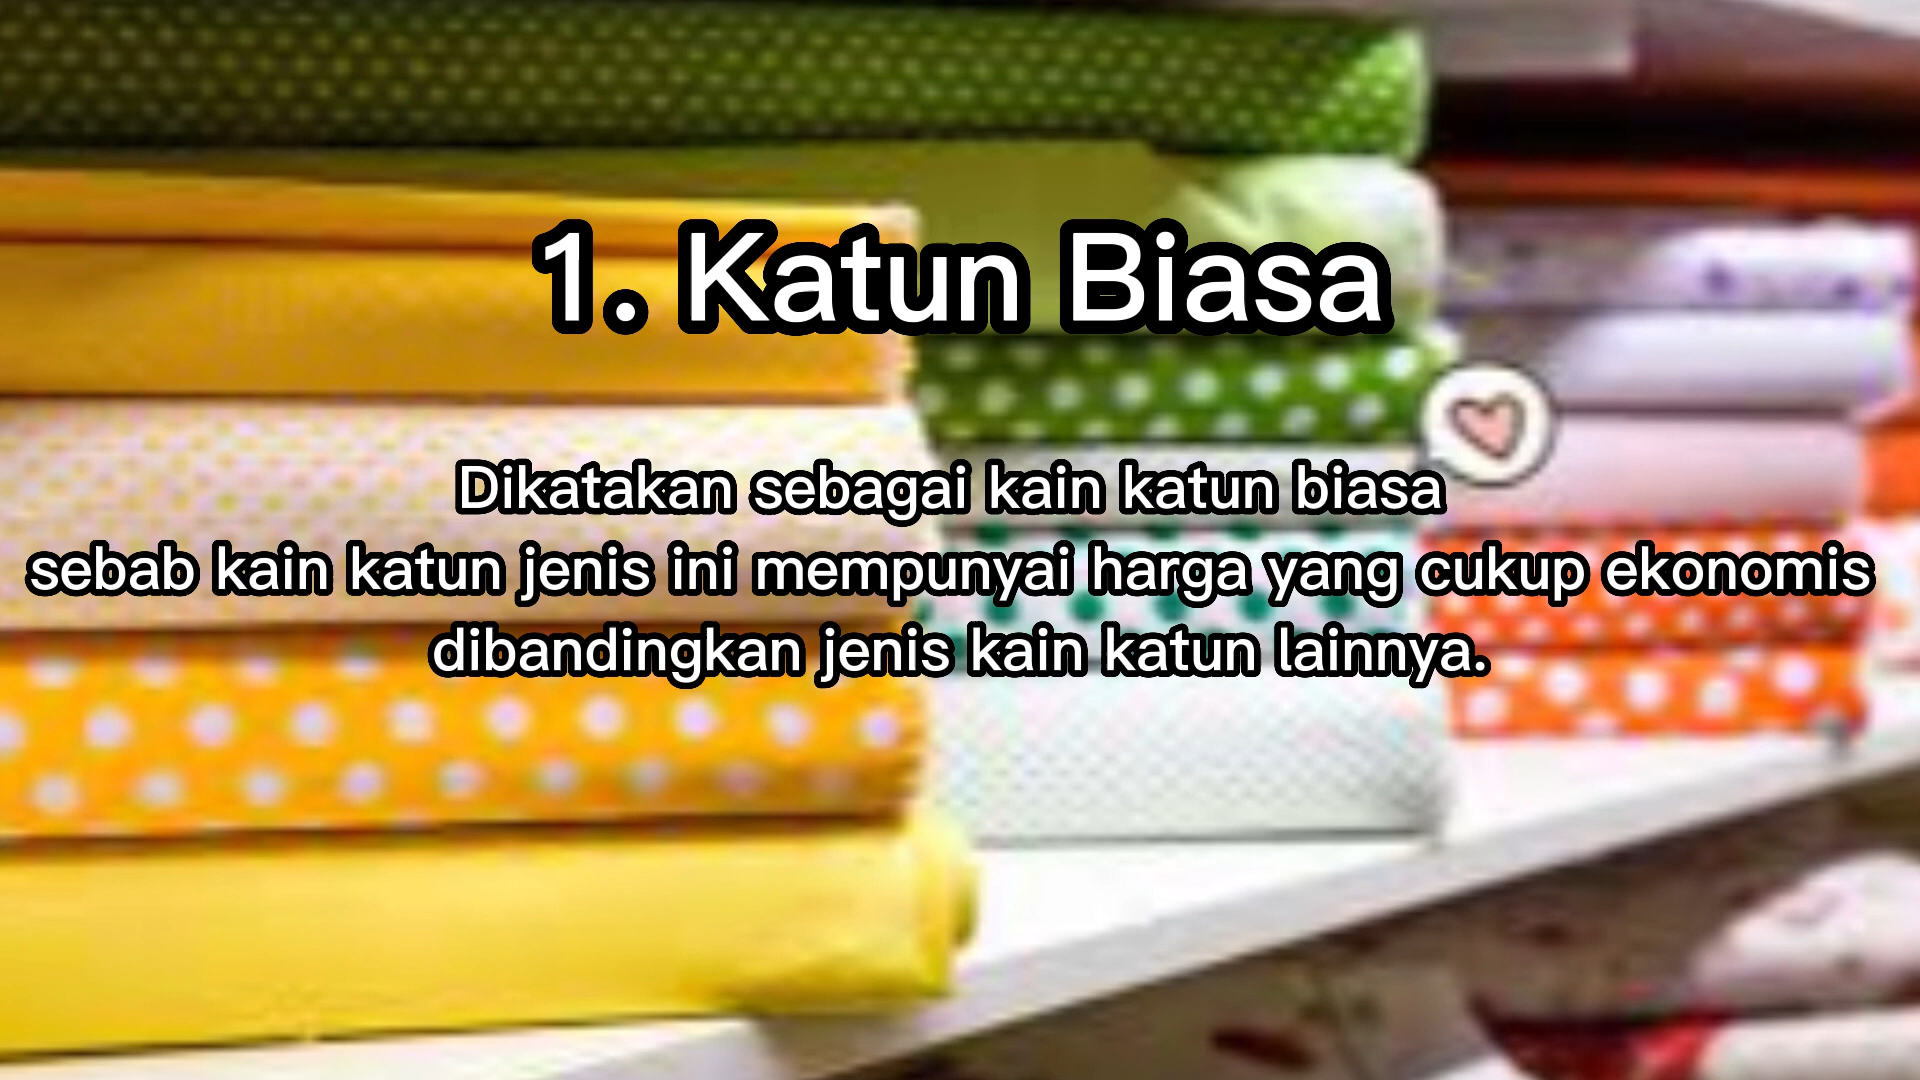 1. Katun Biasa
Dikatakan sebagai kain katun biasa
sebab kain katun jenis ini mempunyai harga yang cukup ekonomis
dibandingkan jenis kain katun lainnya.